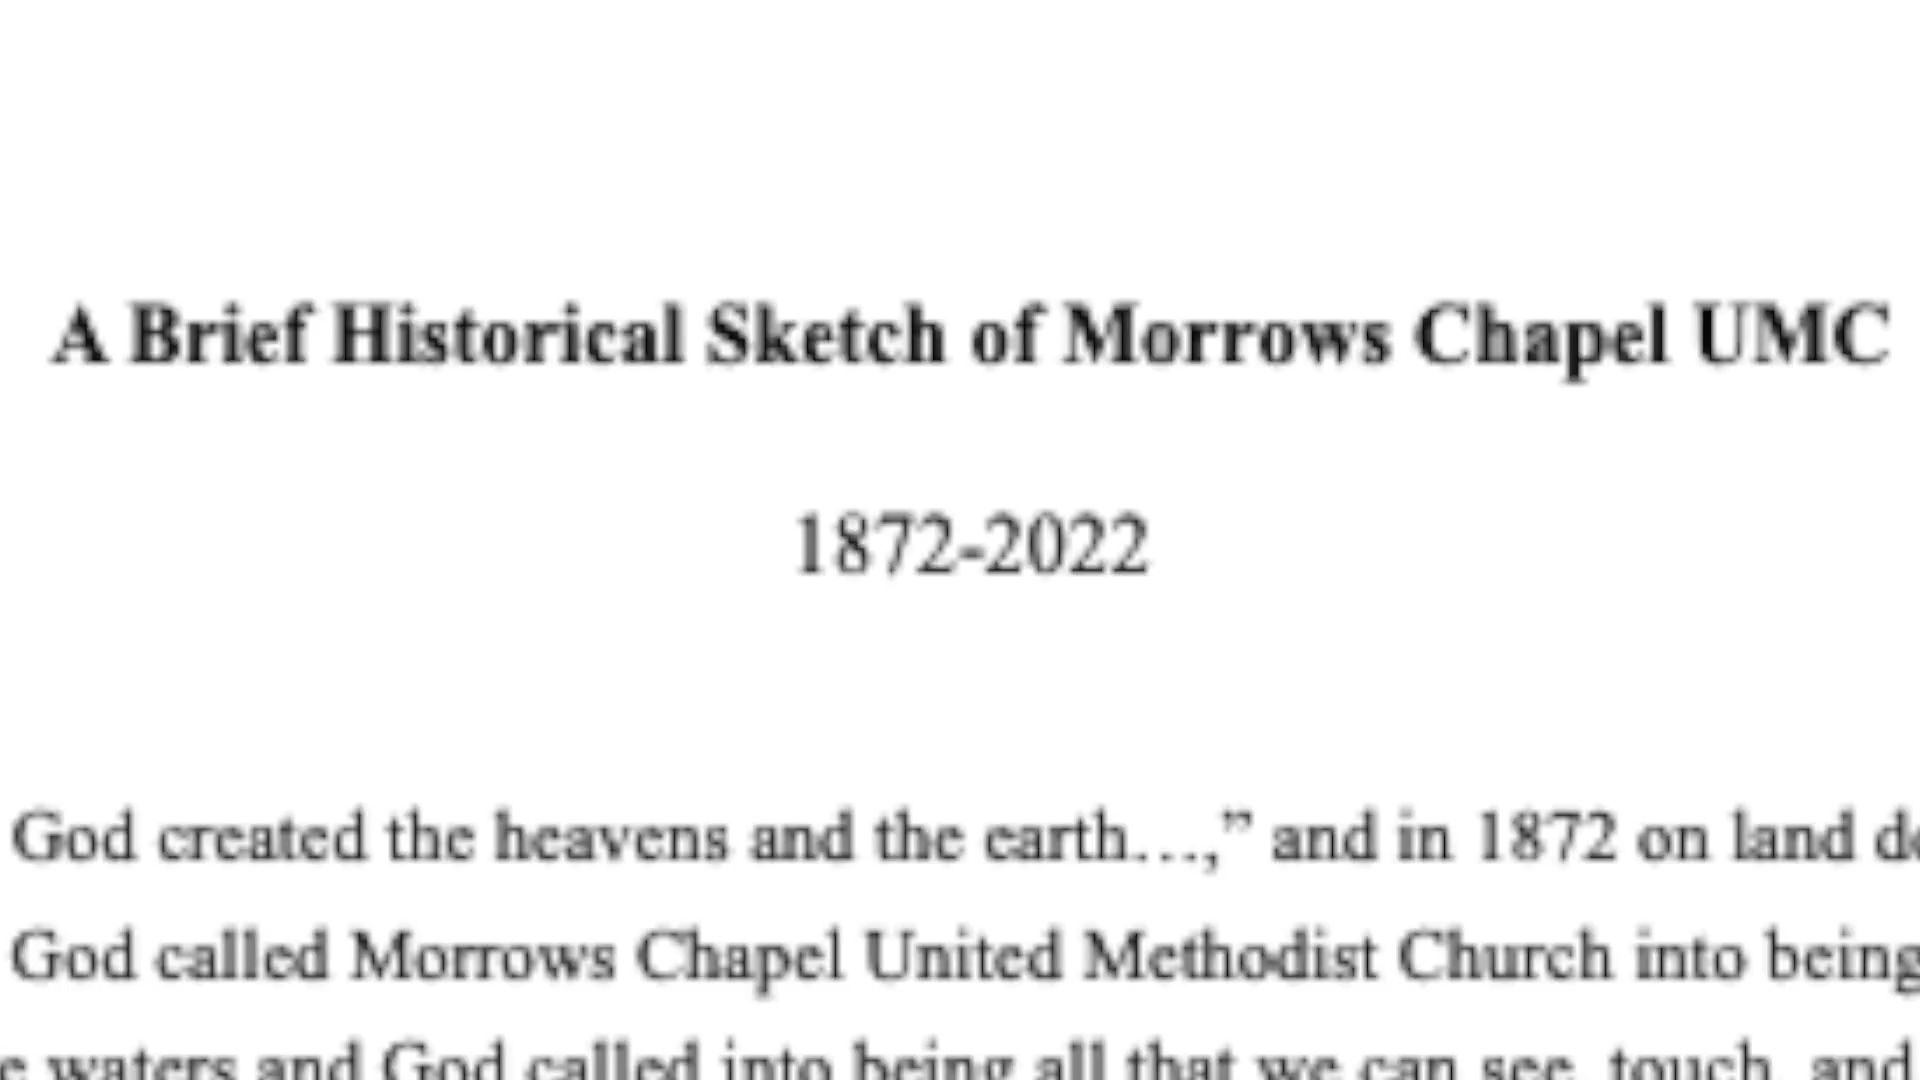 A Brief Historical Sketch of Morrows Chapel UMC
1872-2022
God created the heavens and the earth…,” and in 1872 on land
God called Morrows Chapel United Methodist Church into being
waters and God called into being all that we can see, touch, and